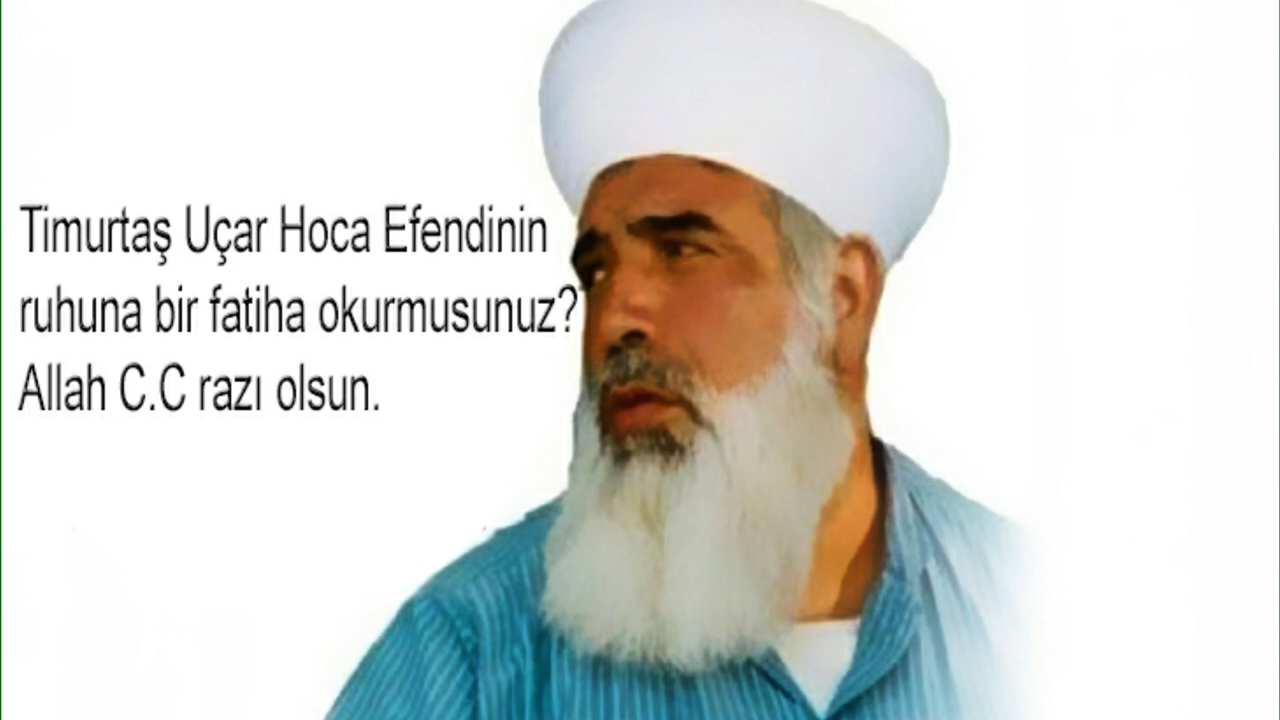 Timurtaş Uçar Hoca Efendinin
ruhuna bir fatiha okurmusunuz?
Allah C.C razı olsun.